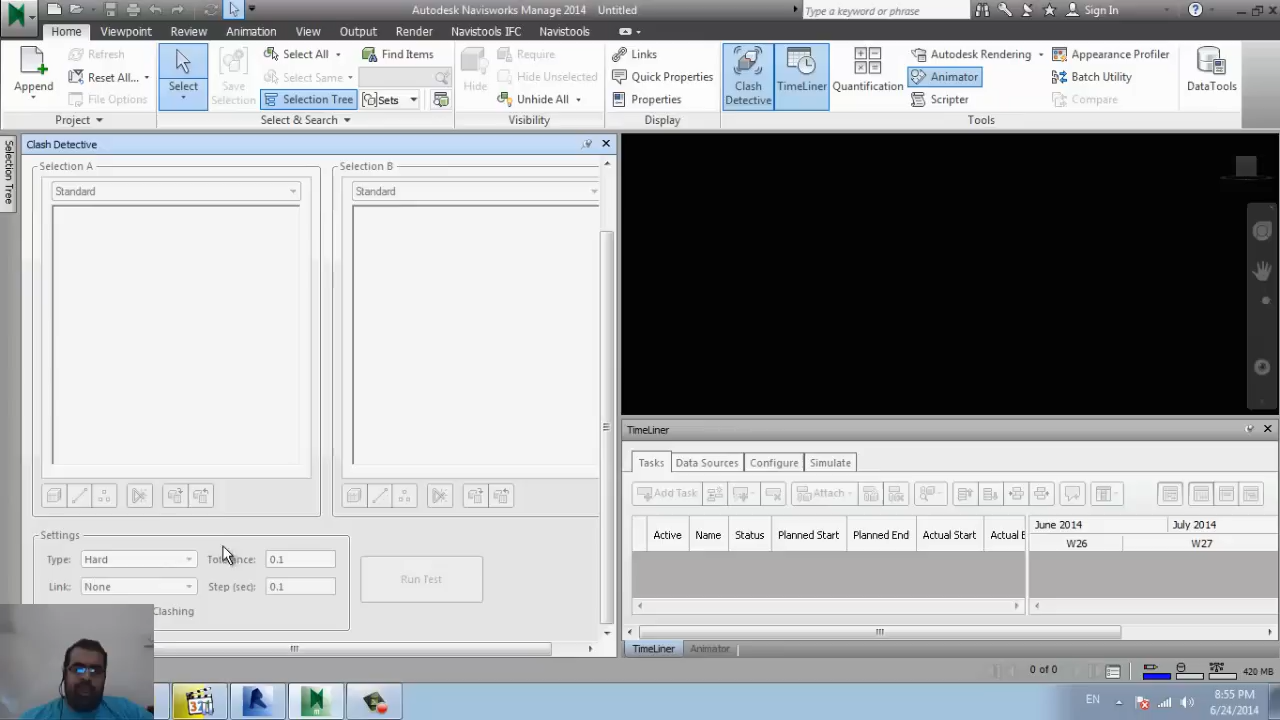 Autodesk Navisworks Manage 2014 Untitled
Type a keyword or phrase
Sign In
Home Viewpoint Review Animation View Output Render Navistools IFC Navistools
Append
Refresh
Reset All...
File Options
Project
Select
Save Selection
Select All
Select Same
Selection Tree
Find Items
Sets
Select & Search
Hide
Require
Hide Unselected
Unhide All
Visibility
Links
Quick Properties
Properties
Display
Clash Detective
TimeLiner
Quantification
Autodesk Rendering
Animator
Scripter
Appearance Profiler
Batch Utility
Compare
Tools
DataTools
Selection Tree
Clash Detective
Selection A
Standard
Selection B
Standard
Settings
Type: Hard
Tolerance: 0.1
Link: None
Step (sec): 0.1
Clashing
Run Test
TimeLiner
Tasks Data Sources Configure Simulate
Add Task
Attach
Active Name Status Planned Start Planned End Actual Start Actual E
June 2014 July 2014
W26 W27
TimeLiner Animator
0 of 0
420 MB
321
EN
8:55 PM
6/24/2014